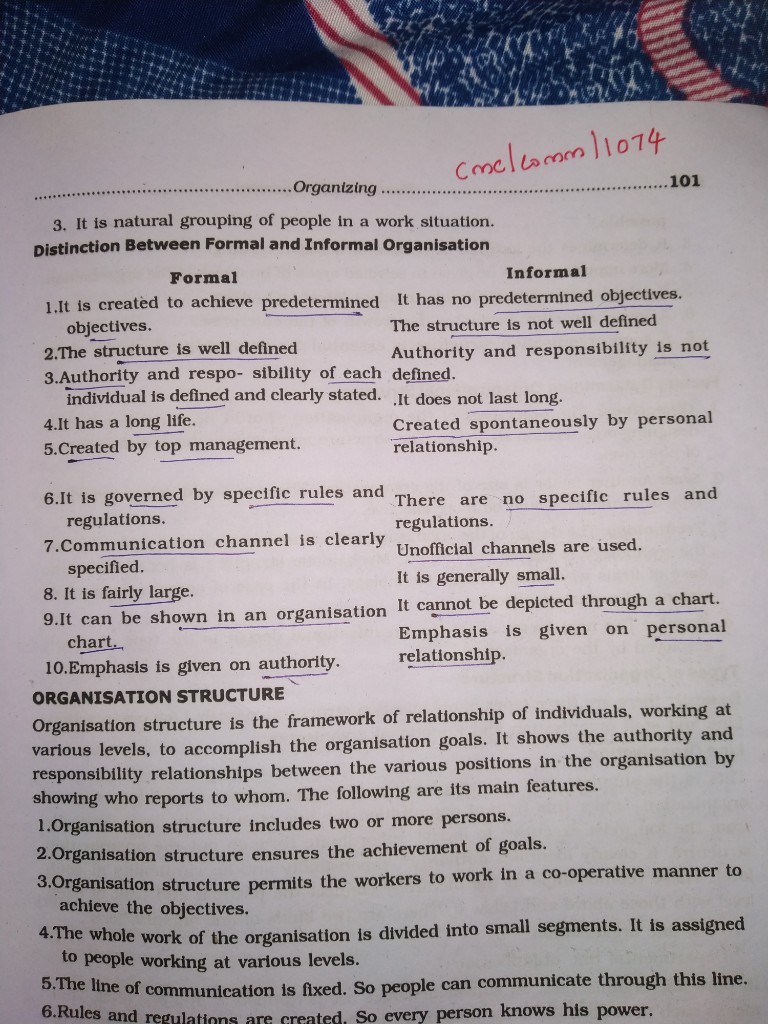 cmc/comm/1074
..............................................Organizing ....................................................101
3. It is natural grouping of people in a work situation.
Distinction Between Formal and Informal Organisation
Formal
1.It is created to achieve predetermined
objectives.
2.The structure is well defined
3.Authority and respo- sibility of each
individual is defined and clearly stated.
4.It has a long life.
5.Created by top management.
6.It is governed by specific rules and
regulations.
7.Communication channel is clearly
specified.
8. It is fairly large.
9.It can be shown in an organisation
chart.
10.Emphasis is given on authority.
Informal
It has no predetermined objectives.
The structure is not well defined
Authority and responsibility is not
defined.
.It does not last long.
Created spontaneously by personal
relationship.
There are no specific rules and
regulations.
Unofficial channels are used.
It is generally small.
It cannot be depicted through a chart.
Emphasis is given on personal
relationship.
ORGANISATION STRUCTURE
Organisation structure is the framework of relationship of individuals, working at
various levels, to accomplish the organisation goals. It shows the authority and
responsibility relationships between the various positions in the organisation by
showing who reports to whom. The following are its main features.
1.Organisation structure includes two or more persons.
2.Organisation structure ensures the achievement of goals.
3.Organisation structure permits the workers to work in a co-operative manner to
achieve the objectives.
4.The whole work of the organisation is divided into small segments. It is assigned
to people working at various levels.
5.The line of communication is fixed. So people can communicate through this line.
6.Rules and regulations are created. So every person knows his power.